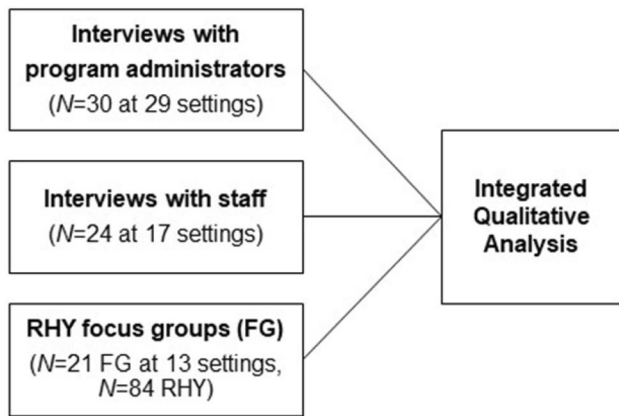 Interviews with
program administrators
(N=30 at 29 settings)
Interviews with staff
(N=24 at 17 settings)
RHY focus groups (FG)
(N=21 FG at 13 settings,
N=84 RHY)
Integrated
Qualitative
Analysis